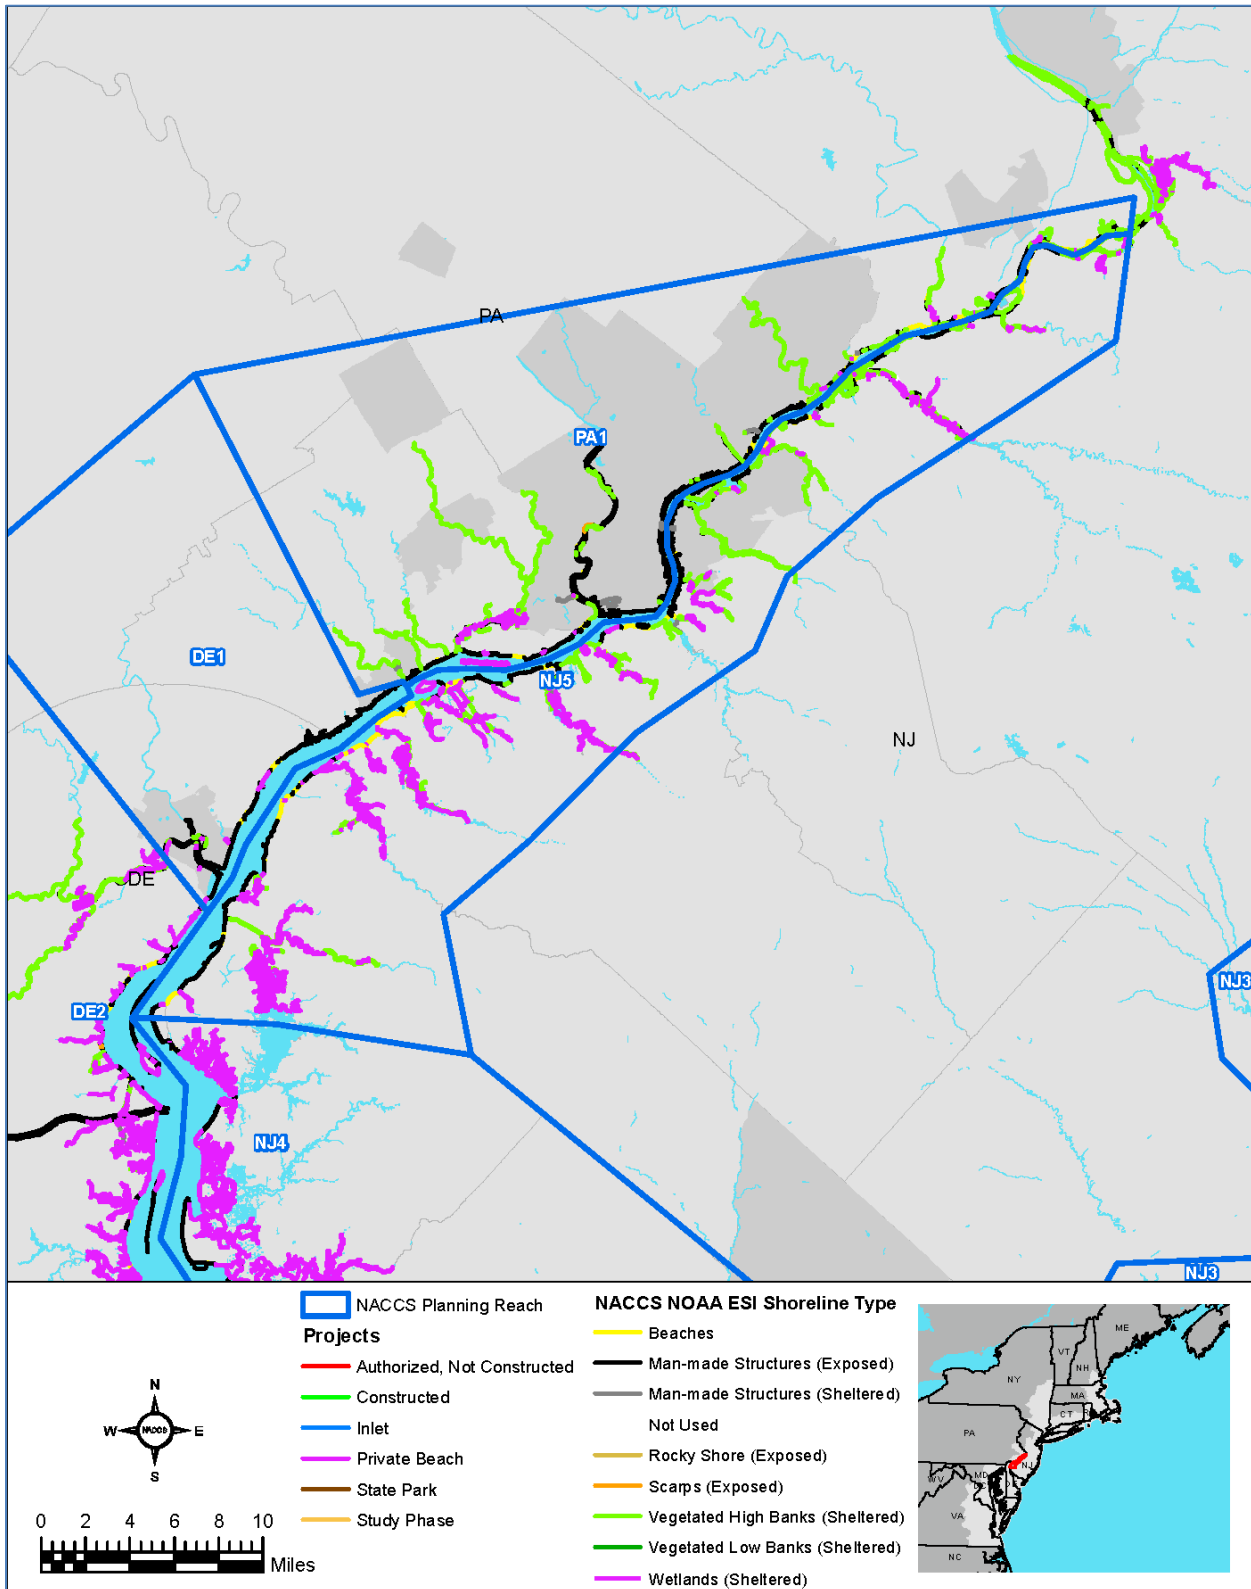 PA
PA1
DE1
NJ5
NJ
DE
NJ3
DE2
NJ4
NJ3
NACCS Planning Reach
Projects
Authorized, Not Constructed
Constructed
Inlet
Private Beach
State Park
Study Phase
NACCS NOAA ESI Shoreline Type
Beaches
Man-made Structures (Exposed)
Man-made Structures (Sheltered)
Not Used
Rocky Shore (Exposed)
Scarps (Exposed)
Vegetated High Banks (Sheltered)
Vegetated Low Banks (Sheltered)
Wetlands (Sheltered)
N
W NACCS E
S
0 2 4 6 8 10
Miles
ME
VT
NH
NY
MA
CT
PA
NJ
MD
WV
VA
NC